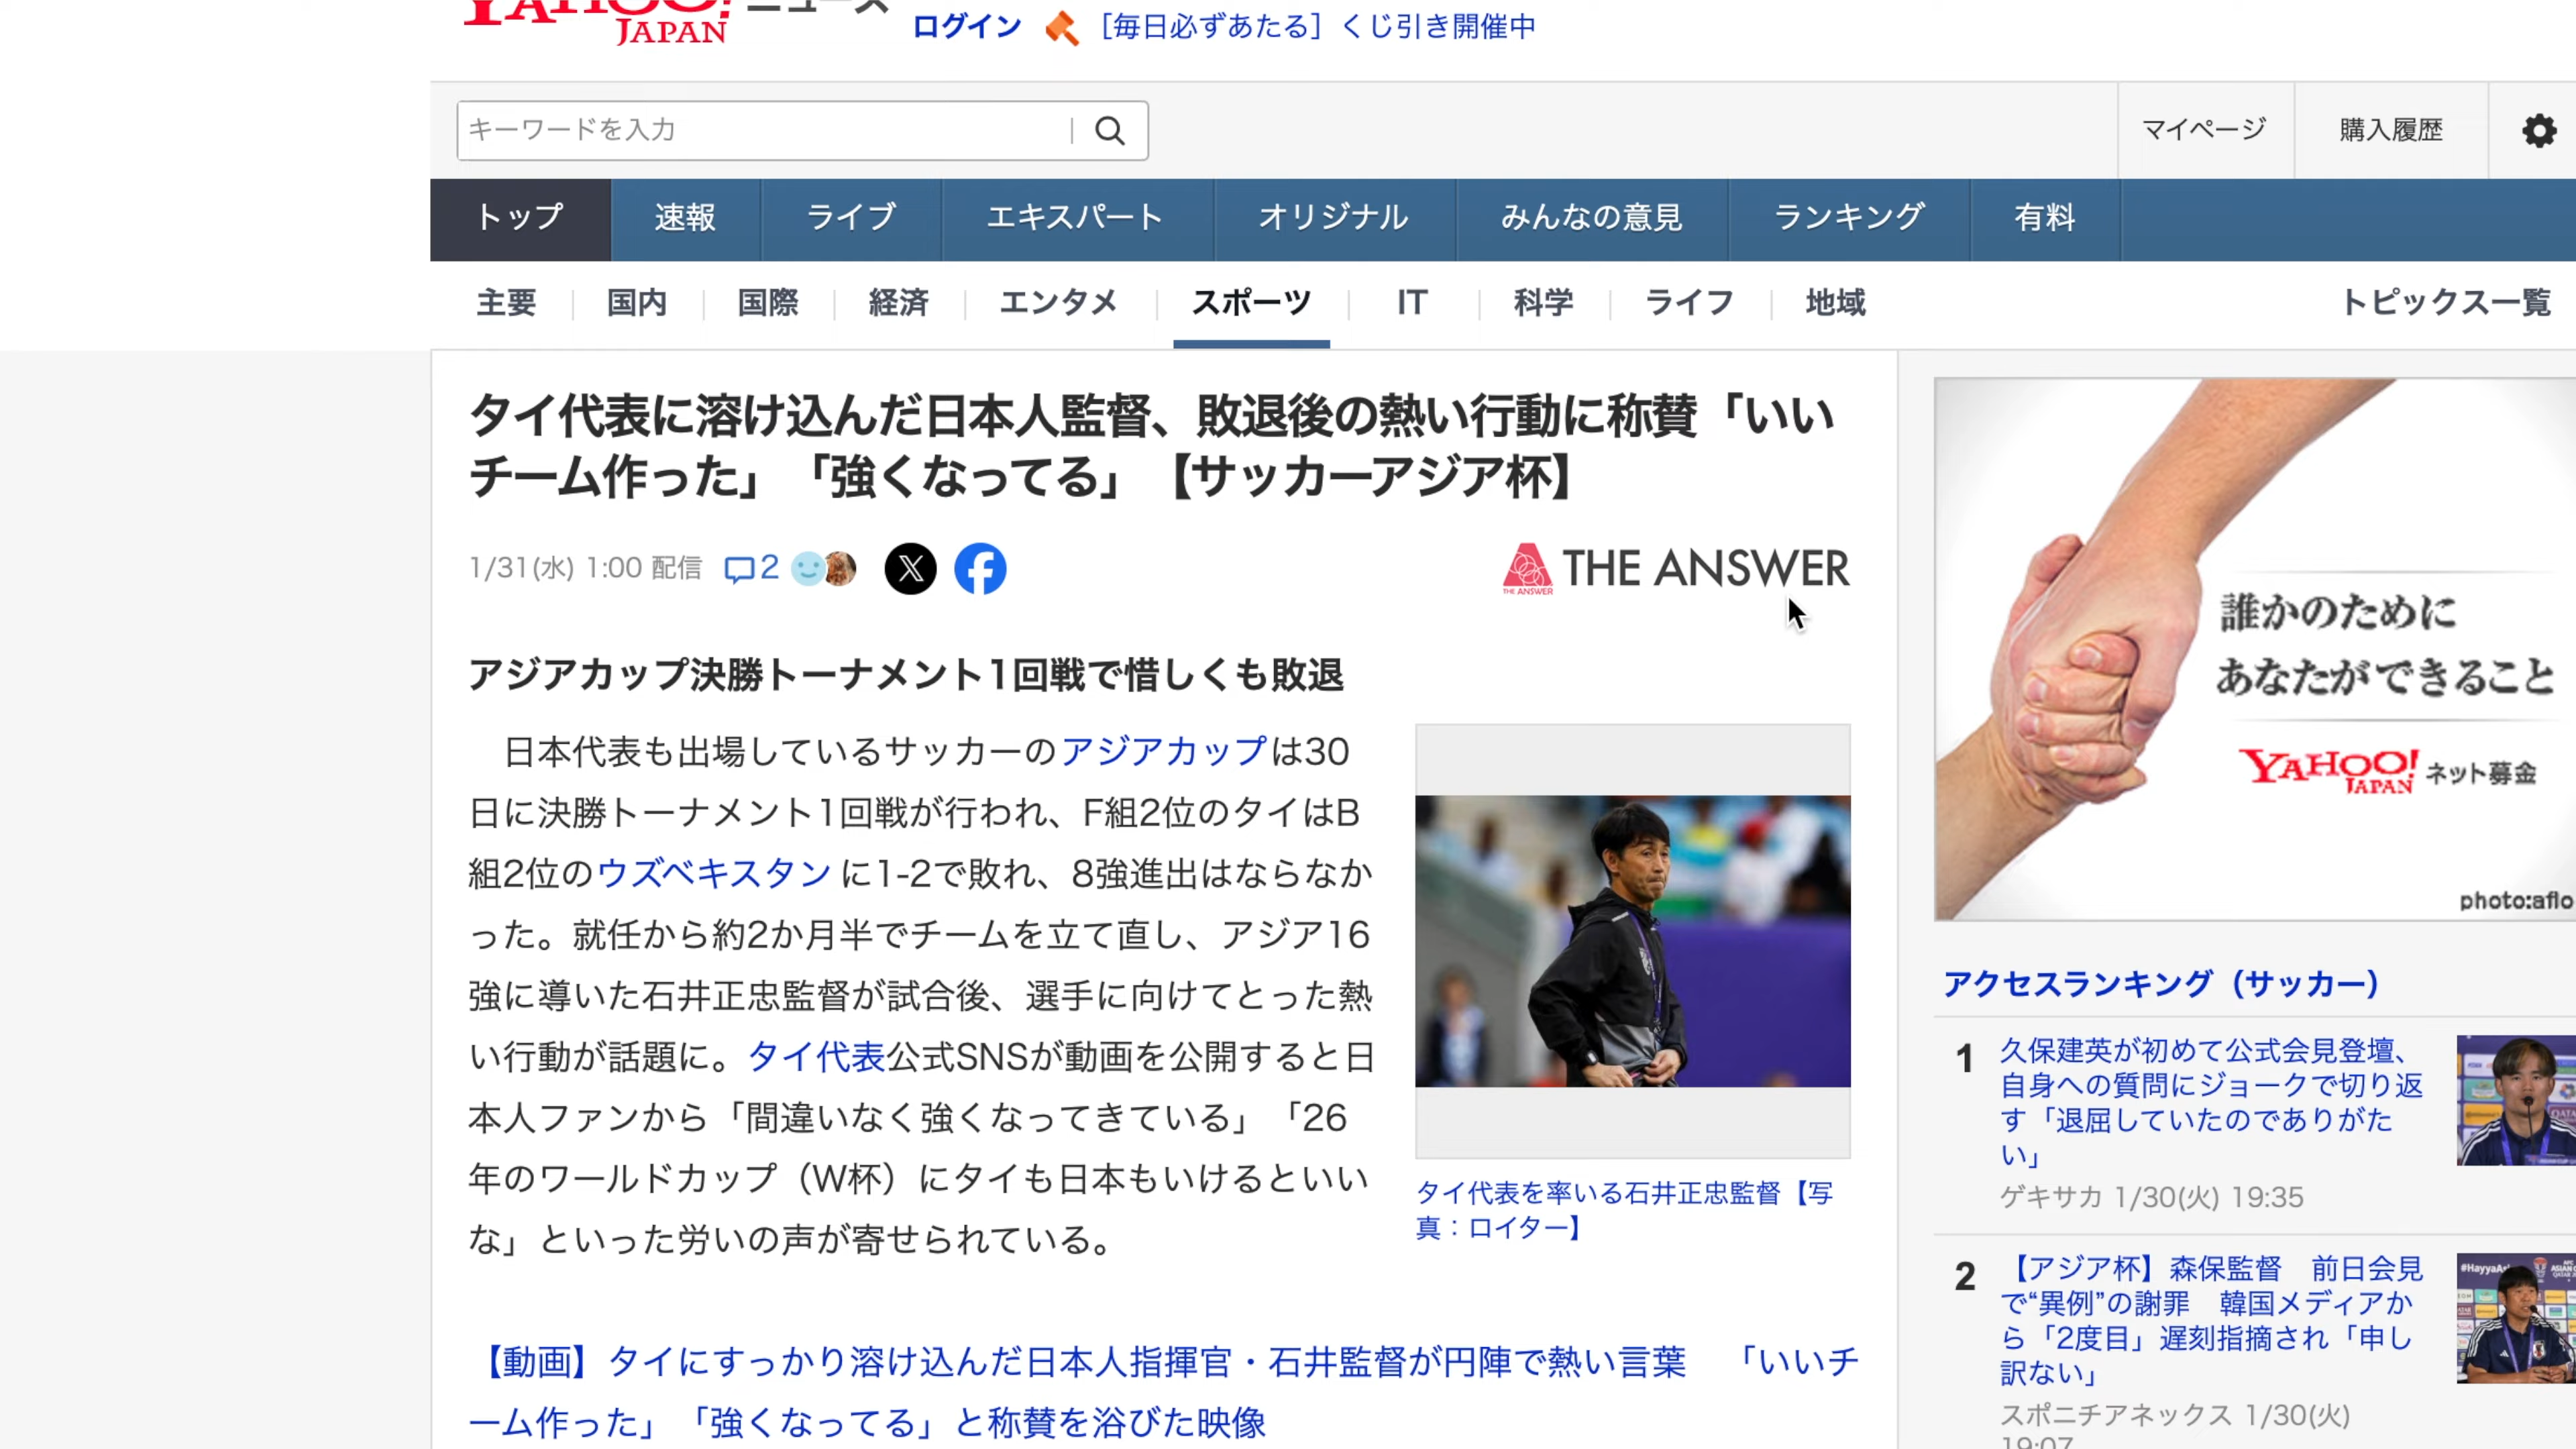 YAHOO! ニュース
JAPAN
ログイン [毎日必ずあたる] くじ引き開催中
キーワードを入力
マイページ 購入履歴
トップ 速報 ライブ エキスパート オリジナル みんなの意見 ランキング 有料
主要 国内 国際 経済 エンタメ スポーツ IT 科学 ライフ 地域 トピックス一覧
タイ代表に溶け込んだ日本人監督、敗退後の熱い行動に称賛「いい
チーム作った」「強くなってる」【サッカーアジア杯】
1/31(水) 1:00 配信 2
THE ANSWER THE ANSWER
アジアカップ決勝トーナメント1回戦で惜しくも敗退
日本代表も出場しているサッカーのアジアカップは30
日に決勝トーナメント1回戦が行われ、F組2位のタイはB
組2位のウズベキスタンに1-2で敗れ、8強進出はならなか
った。就任から約2か月半でチームを立て直し、アジア16
強に導いた石井正忠監督が試合後、選手に向けてとった熱
い行動が話題に。タイ代表公式SNSが動画を公開すると日
本人ファンから「間違いなく強くなってきている」「26
年のワールドカップ（W杯）にタイも日本もいけるといい
な」といった労いの声が寄せられている。
タイ代表を率いる石井正忠監督【写
真：ロイター】
【動画】タイにすっかり溶け込んだ日本人指揮官・石井監督が円陣で熱い言葉 「いいチ
ーム作った」「強くなってる」と称賛を浴びた映像
誰かのために
あなたができること
YAHOO! ネット募金
JAPAN
photo:aflo
アクセスランキング（サッカー）
1 久保建英が初めて公式会見登壇、
自身への質問にジョークで切り返
す「退屈していたのでありがた
い」
ゲキサカ 1/30(火) 19:35
2 【アジア杯】森保監督 前日会見
で“異例”の謝罪 韓国メディアか
ら「2度目」遅刻指摘され「申し
訳ない」
スポニチアネックス 1/30(火)
19:07